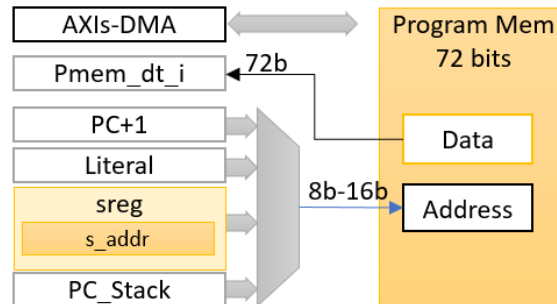 AXIs-DMA
Program Mem
72 bits
Pmem_dt_i
72b
PC+1
Data
Literal
8b-16b
sreg
Address
s_addr
PC_Stack